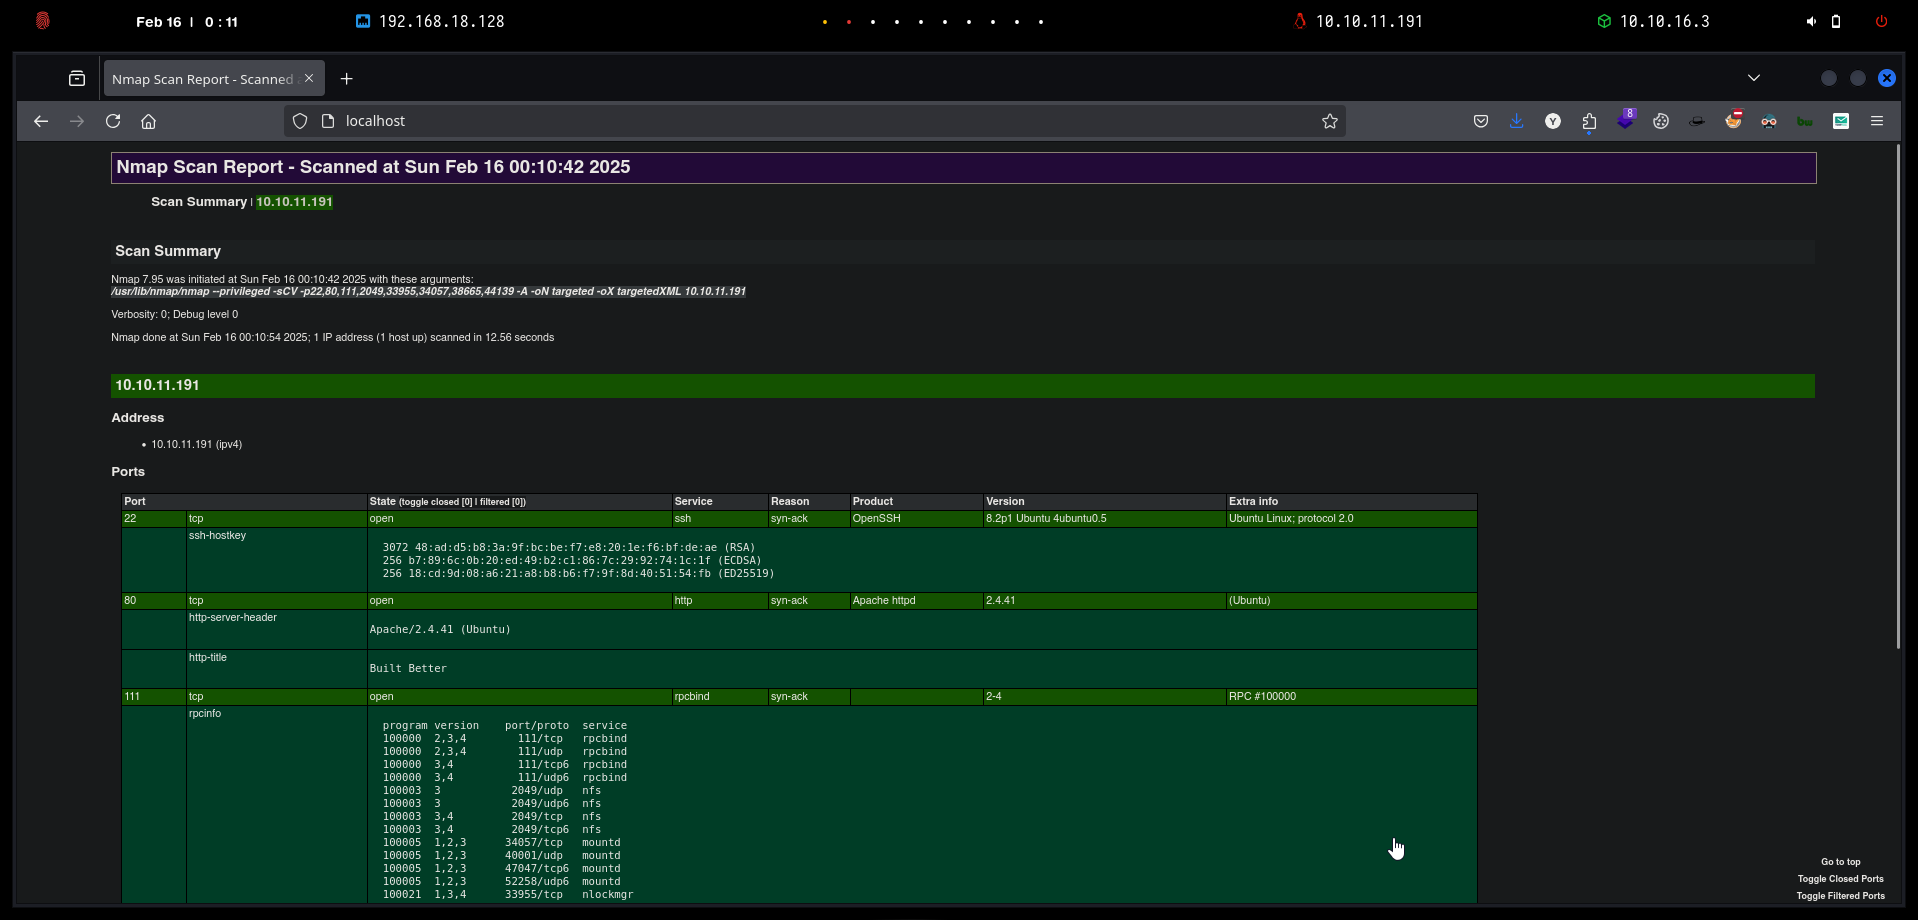 Feb 16 | 0:11 192.168.18.128 10.10.11.191 10.10.16.3
Nmap Scan Report - Scanned
localhost
8
Y
bw
Nmap Scan Report - Scanned at Sun Feb 16 00:10:42 2025
Scan Summary | 10.10.11.191
Scan Summary
Nmap 7.95 was initiated at Sun Feb 16 00:10:42 2025 with these arguments:
/usr/lib/nmap/nmap --privileged -sCV -p22,80,111,2049,33955,34057,38665,44139 -A -oN targeted -oX targetedXML 10.10.11.191
Verbosity: 0; Debug level 0
Nmap done at Sun Feb 16 00:10:54 2025; 1 IP address (1 host up) scanned in 12.56 seconds
10.10.11.191
Address
• 10.10.11.191 (ipv4)
Ports
Port State (toggle closed [0] | filtered [0]) Service Reason Product Version Extra info
22 tcp open ssh syn-ack OpenSSH 8.2p1 Ubuntu 4ubuntu0.5 Ubuntu Linux; protocol 2.0
ssh-hostkey
3072 48:ad:d5:b8:3a:9f:bc:be:f7:e8:20:1e:f6:bf:de:ae (RSA)
256 b7:89:6c:0b:20:ed:49:b2:c1:86:7c:29:92:74:1c:1f (ECDSA)
256 18:cd:9d:08:a6:21:a8:b8:b6:f7:9f:8d:40:51:54:fb (ED25519)
80 tcp open http syn-ack Apache httpd 2.4.41 (Ubuntu)
http-server-header
Apache/2.4.41 (Ubuntu)
http-title
Built Better
111 tcp open rpcbind syn-ack 2-4 RPC #100000
rpcinfo
program version port/proto service
100000 2,3,4 111/tcp rpcbind
100000 2,3,4 111/udp rpcbind
100000 3,4 111/tcp6 rpcbind
100000 3,4 111/udp6 rpcbind
100003 3 2049/udp nfs
100003 3 2049/udp6 nfs
100003 3,4 2049/tcp nfs
100003 3,4 2049/tcp6 nfs
100005 1,2,3 34057/tcp mountd
100005 1,2,3 40001/udp mountd
100005 1,2,3 47047/tcp6 mountd
100005 1,2,3 52258/udp6 mountd
100021 1,3,4 33955/tcp nlockmgr
Go to top
Toggle Closed Ports
Toggle Filtered Ports